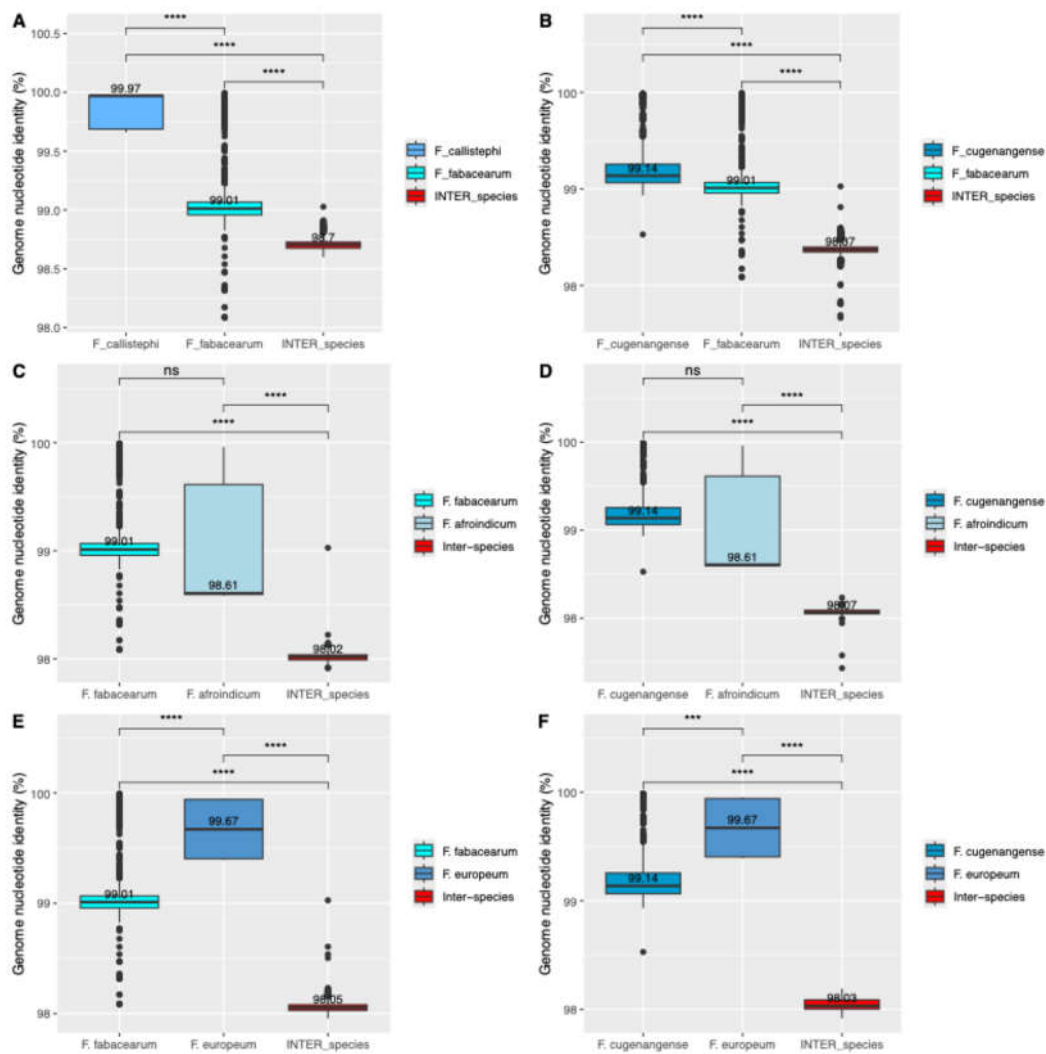 A
****
****
****
100.5
100.0
99.5
99.0
98.5
98.0
Genome nucleotide identity (%)
99.97
99.01
98.7
F_callistephi
F_fabacearum
INTER_species
F_callistephi
F_fabacearum
INTER_species
B
****
****
****
100
99
98
Genome nucleotide identity (%)
99.14
99.01
F_cugenangense
F_fabacearum
INTER_species
F_cugenangense
F_fabacearum
INTER_species
C
ns
****
****
100
99
98
Genome nucleotide identity (%)
99.01
98.61
98.02
F. fabacearum
F. afroindicum
INTER_species
F. fabacearum
F. afroindicum
Inter-species
D
ns
****
****
100
99
98
Genome nucleotide identity (%)
99.14
98.61
98.07
F. cugenangense
F. afroindicum
INTER_species
F. cugenangense
F. afroindicum
Inter-species
E
****
****
****
100
99
98
Genome nucleotide identity (%)
99.01
99.67
98.05
F. fabacearum
F. europeum
INTER_species
F. fabacearum
F. europeum
Inter-species
F
***
****
****
100
99
98
Genome nucleotide identity (%)
99.14
99.67
98.03
F. cugenangense
F. europeum
INTER_species
F. cugenangense
F. europeum
Inter-species